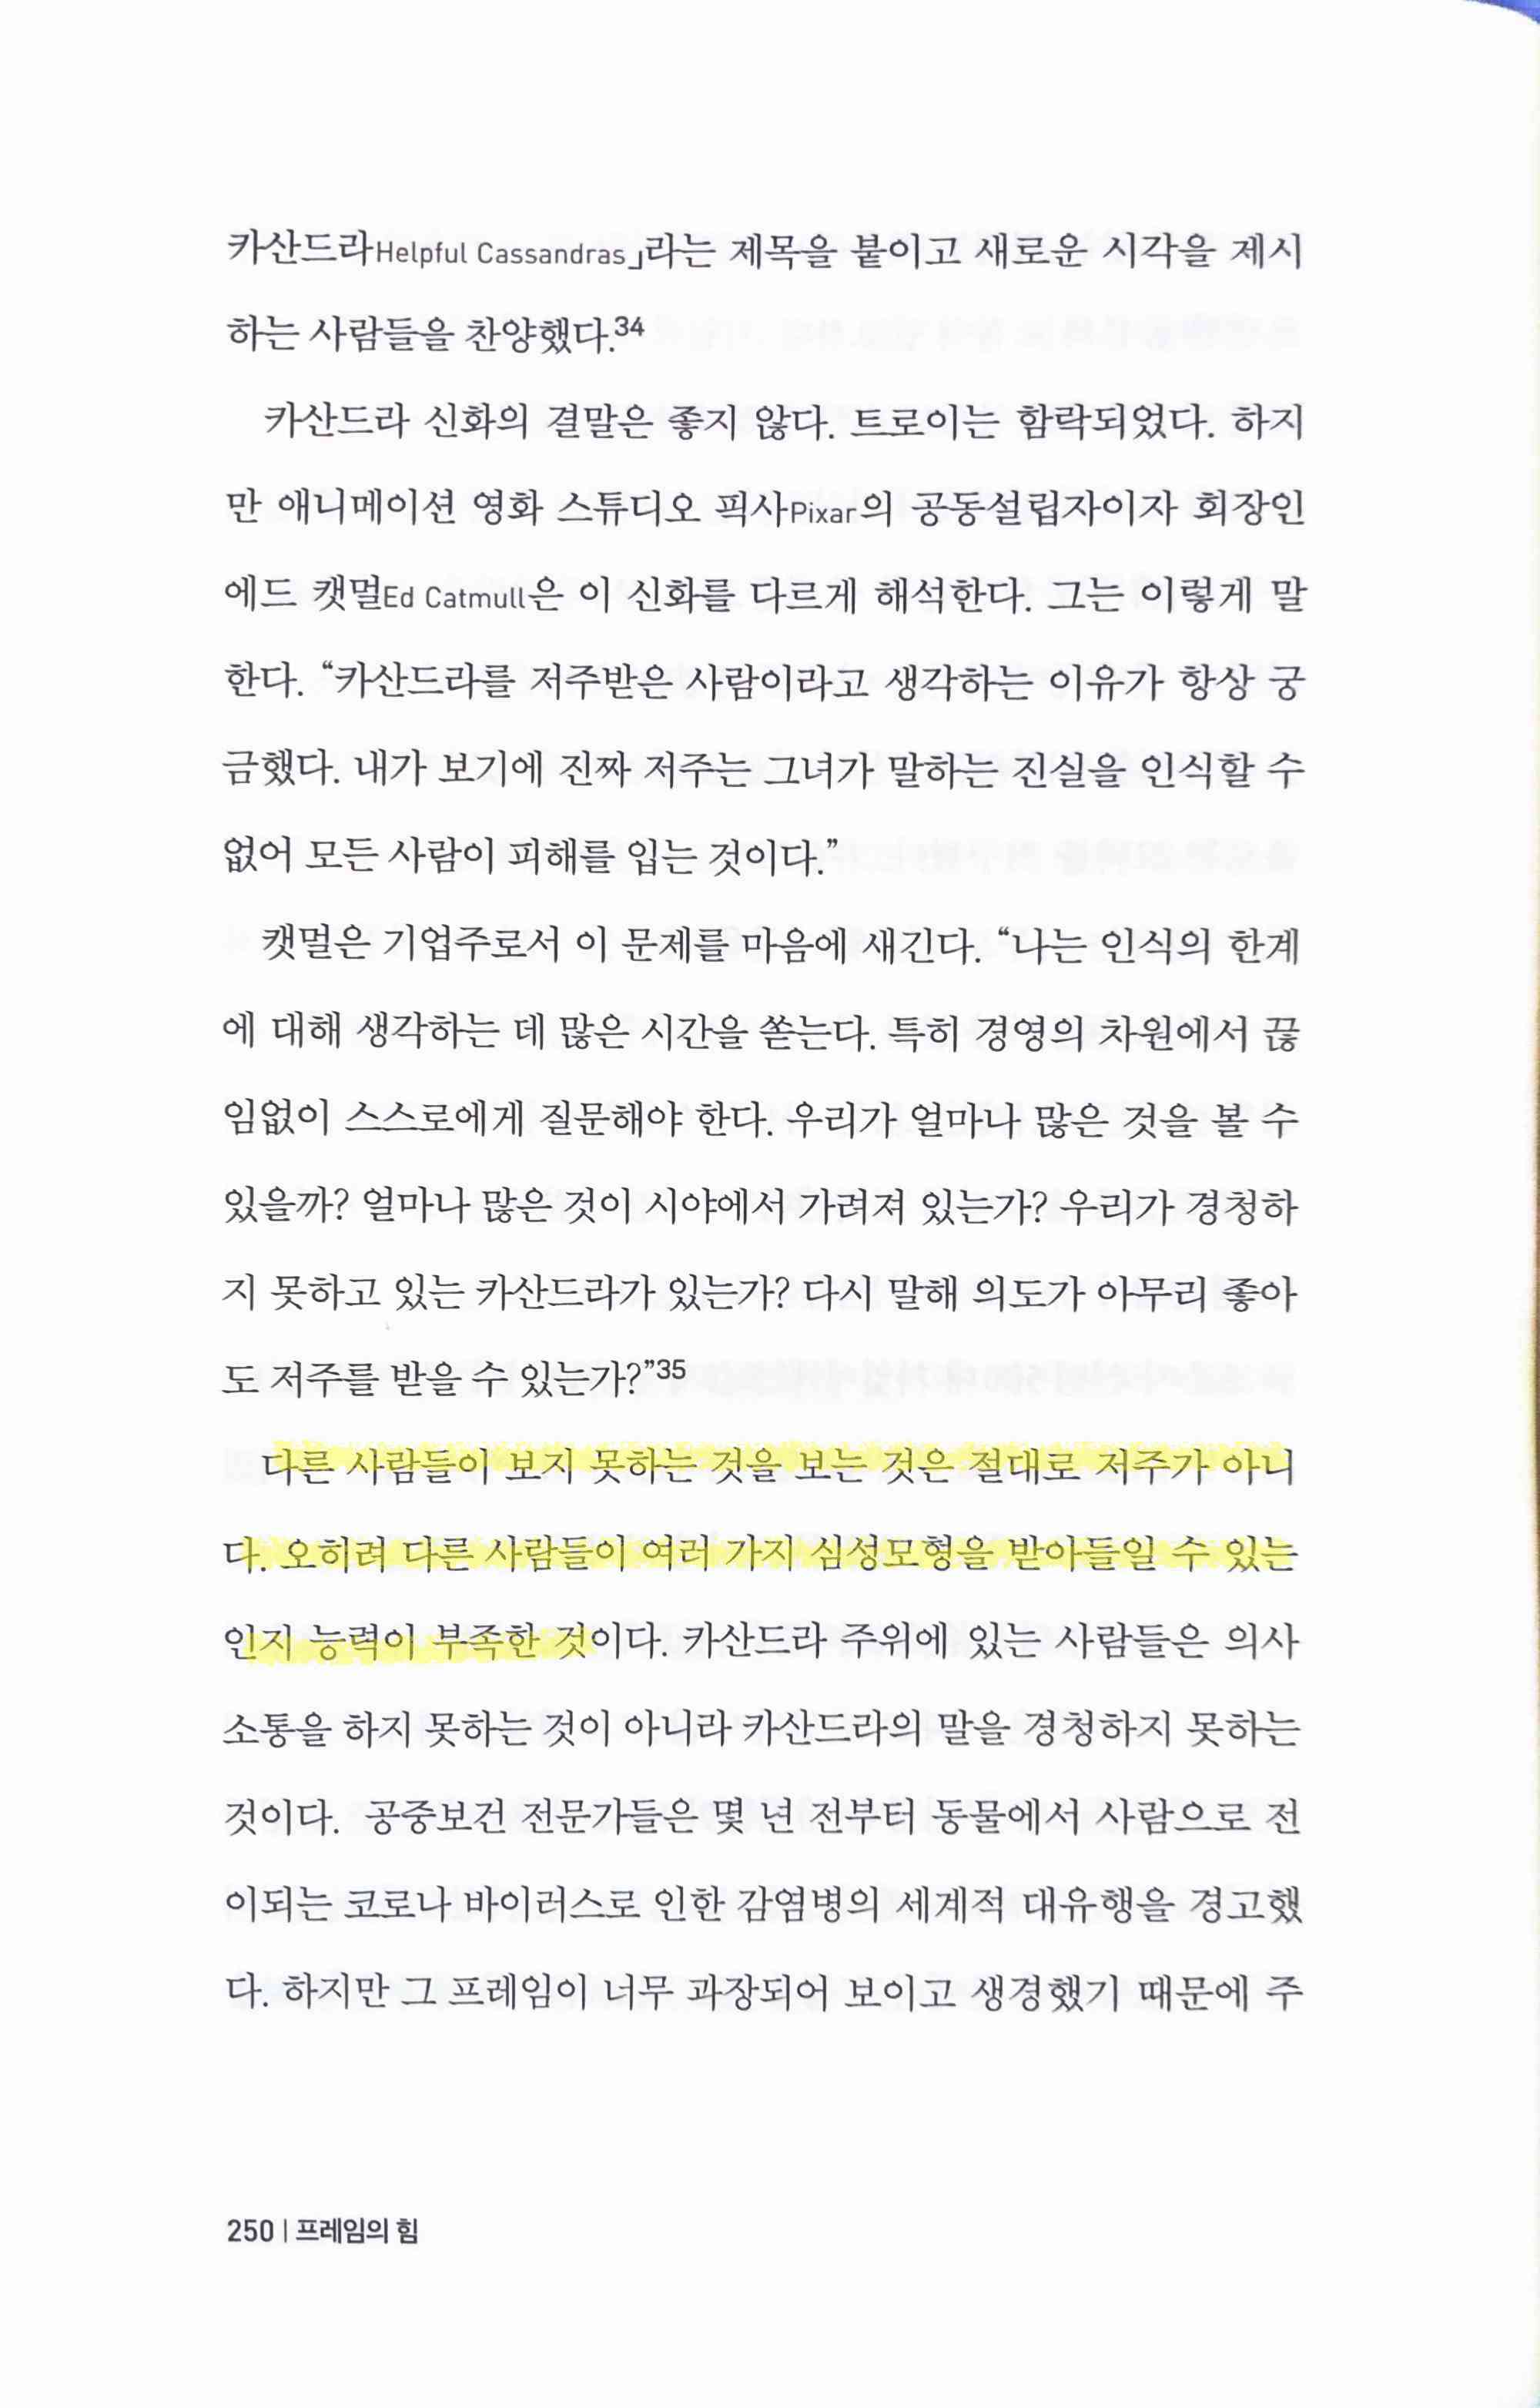 카산드라Helpful Cassandras」라는 제목을 붙이고 새로운 시각을 제시
하는 사람들을 찬양했다.34
카산드라 신화의 결말은 좋지 않다. 트로이는 함락되었다. 하지
만 애니메이션 영화 스튜디오 픽사Pixar의 공동설립자이자 회장인
에드 캣멀Ed Catmull은 이 신화를 다르게 해석한다. 그는 이렇게 말
한다. “카산드라를 저주받은 사람이라고 생각하는 이유가 항상 궁
금했다. 내가 보기에 진짜 저주는 그녀가 말하는 진실을 인식할 수
없어 모든 사람이 피해를 입는 것이다.”
캣멀은 기업주로서 이 문제를 마음에 새긴다. “나는 인식의 한계
에 대해 생각하는 데 많은 시간을 쏟는다. 특히 경영의 차원에서 끊
임없이 스스로에게 질문해야 한다. 우리가 얼마나 많은 것을 볼 수
있을까? 얼마나 많은 것이 시야에서 가려져 있는가? 우리가 경청하
지 못하고 있는 카산드라가 있는가? 다시 말해 의도가 아무리 좋아
도 저주를 받을 수 있는가?”35
다른 사람들이 보지 못하는 것을 보는 것은 절대로 저주가 아니
다. 오히려 다른 사람들이 여러 가지 심성모형을 받아들일 수 있는
인지 능력이 부족한 것이다. 카산드라 주위에 있는 사람들은 의사
소통을 하지 못하는 것이 아니라 카산드라의 말을 경청하지 못하는
것이다. 공중보건 전문가들은 몇 년 전부터 동물에서 사람으로 전
이되는 코로나 바이러스로 인한 감염병의 세계적 대유행을 경고했
다. 하지만 그 프레임이 너무 과장되어 보이고 생경했기 때문에 주
250 | 프레임의 힘